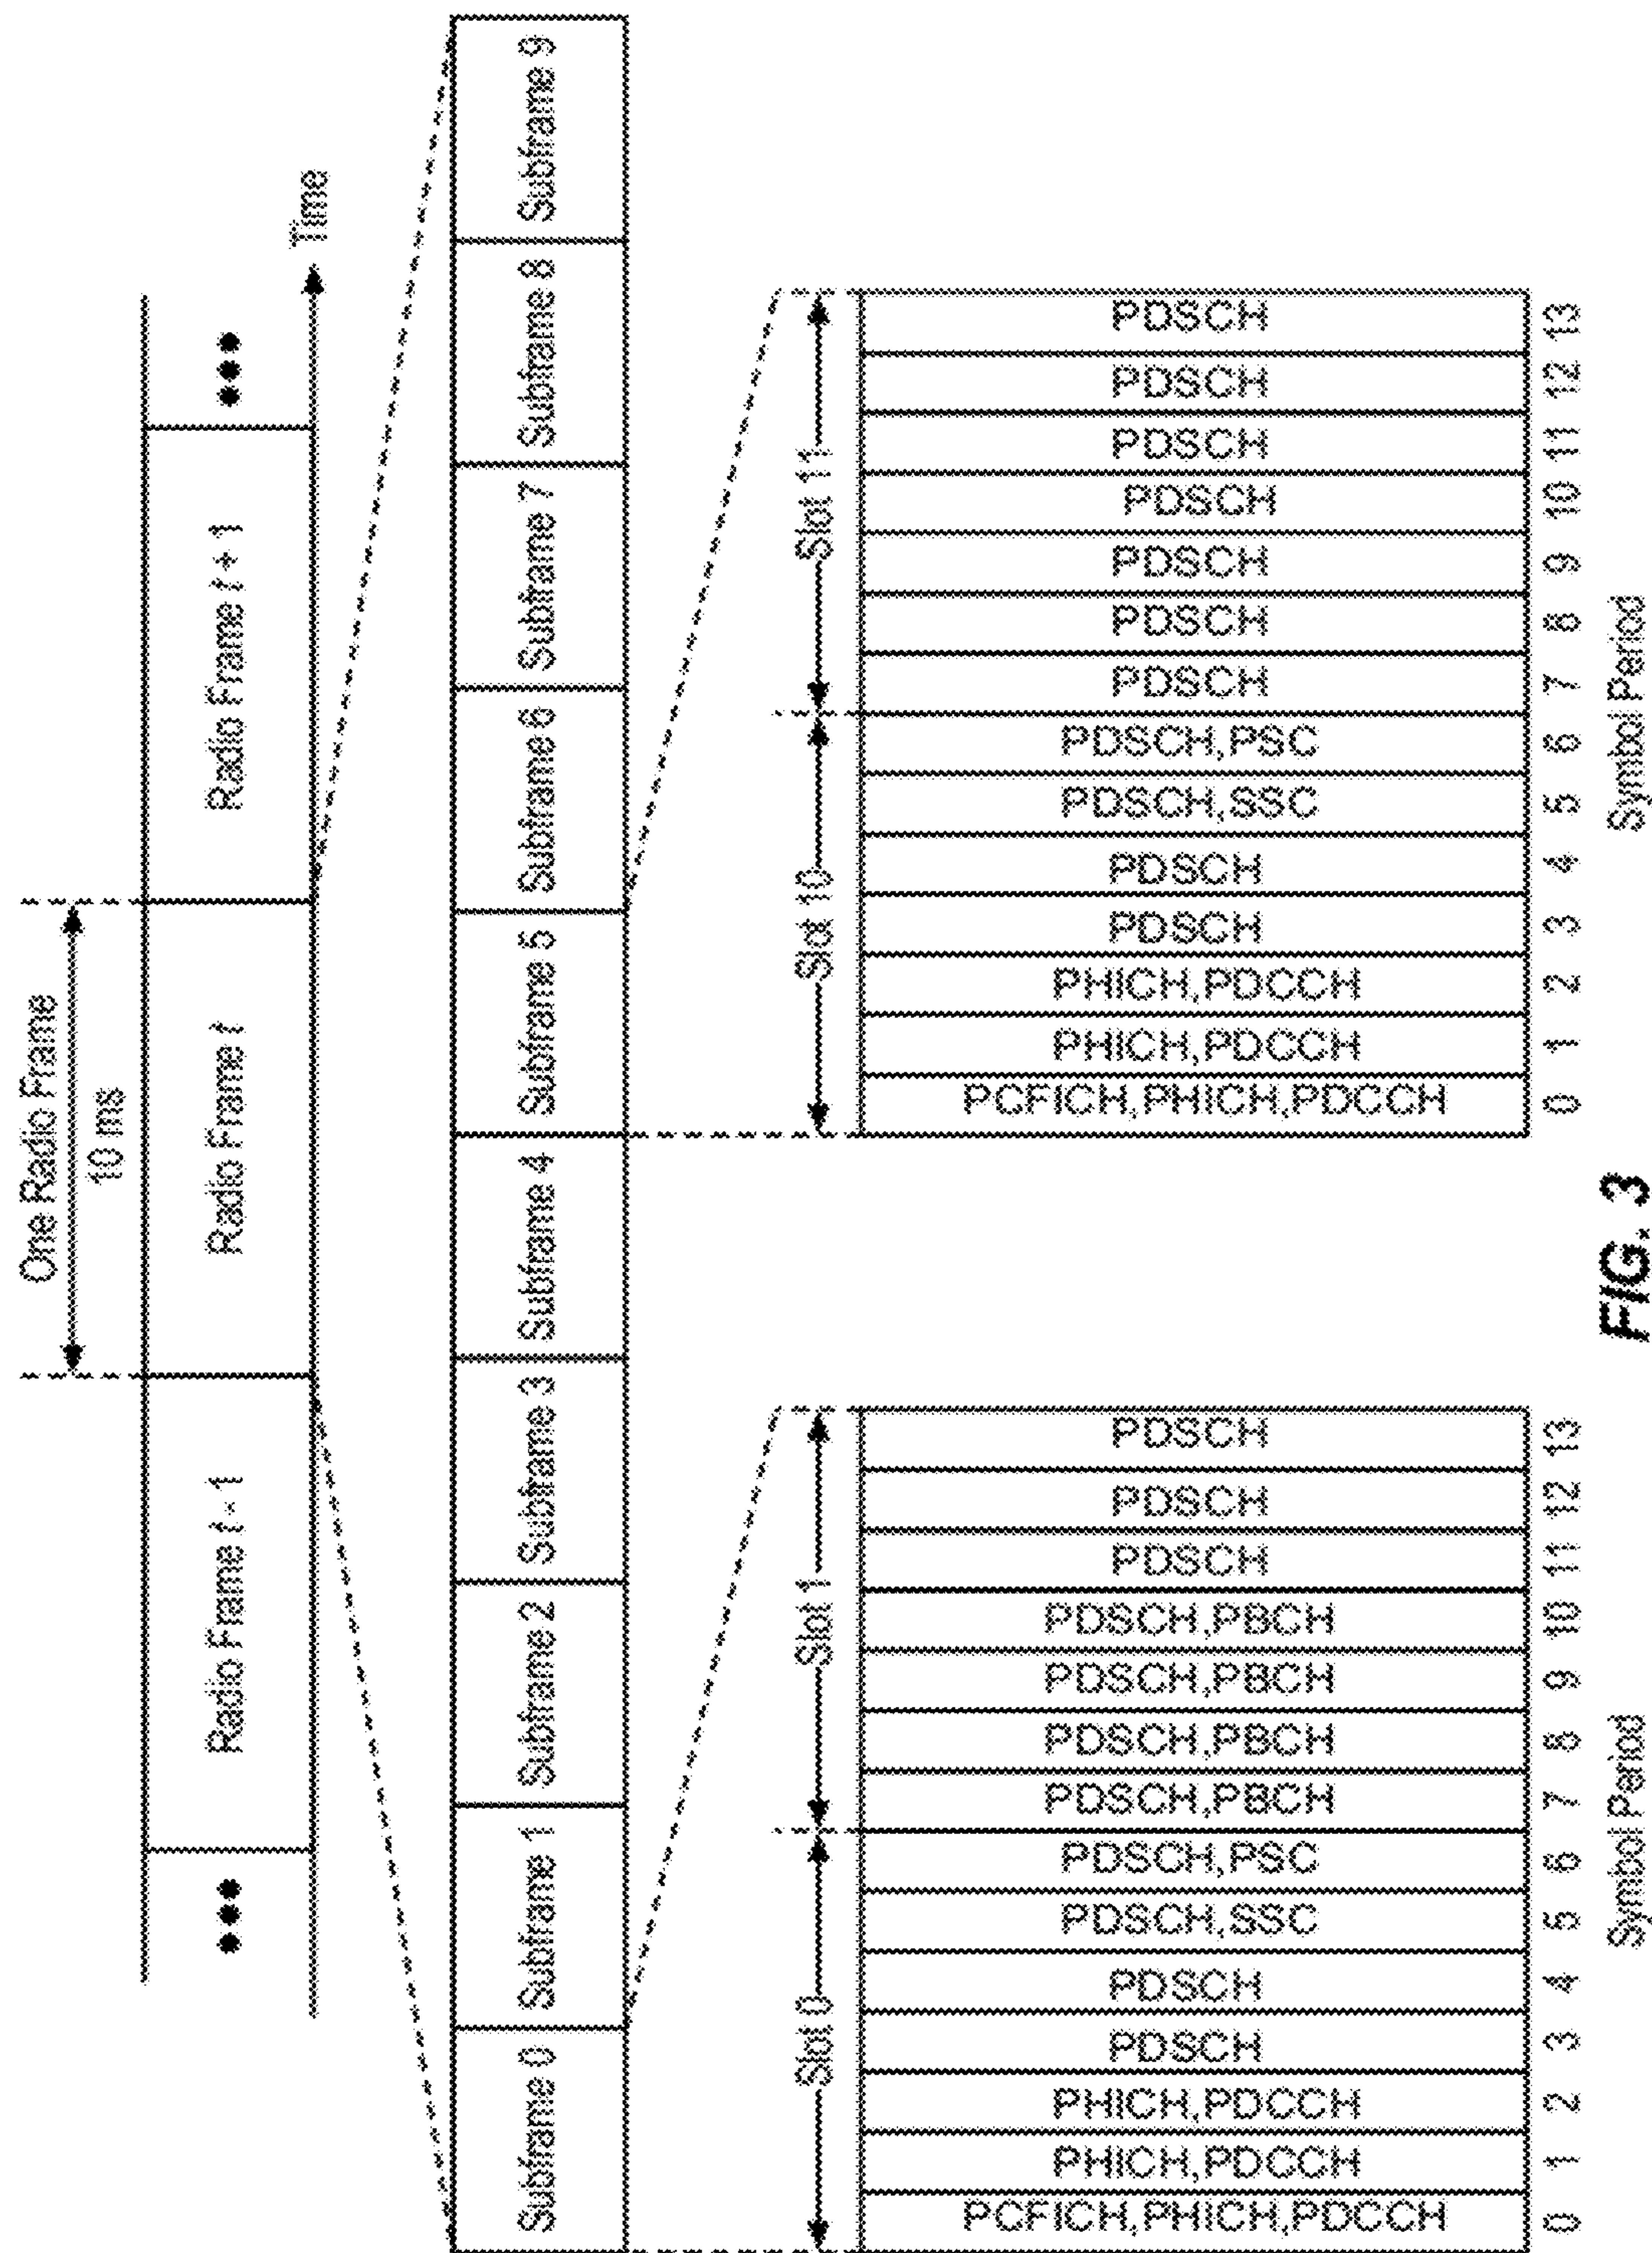 One Radio Frame
10 ms
••• Radio Frame t - 1 Radio Frame t Radio Frame t + 1 •••
Time
Subframe 0 Subframe 1 Subframe 2 Subframe 3 Subframe 4 Subframe 5 Subframe 6 Subframe 7 Subframe 8 Subframe 9
Slot 0 Slot 1
PCFICH,PHICH,PDCCH
PHICH,PDCCH
PHICH,PDCCH
PDSCH
PDSCH
PDSCH,SSC
PDSCH,PSC
PDSCH,PBCH
PDSCH,PBCH
PDSCH,PBCH
PDSCH,PBCH
PDSCH
PDSCH
PDSCH
0 1 2 3 4 5 6 7 8 9 10 11 12 13
Symbol Period
Slot 10 Slot 11
PCFICH,PHICH,PDCCH
PHICH,PDCCH
PHICH,PDCCH
PDSCH
PDSCH
PDSCH,SSC
PDSCH,PSC
PDSCH
PDSCH
PDSCH
PDSCH
PDSCH
PDSCH
PDSCH
0 1 2 3 4 5 6 7 8 9 10 11 12 13
Symbol Period
FIG. 3